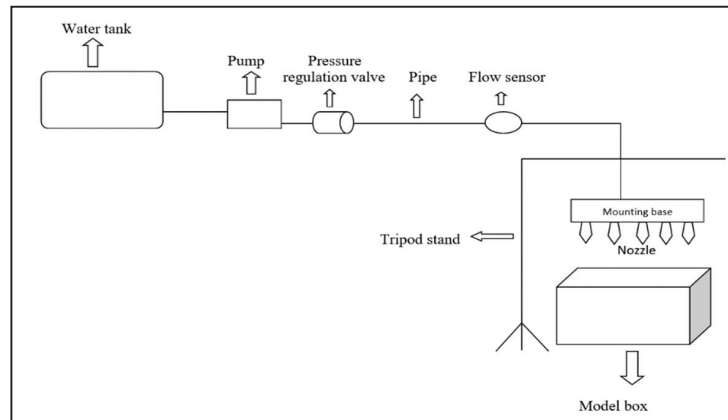 Water tank
Pump
Pressure
regulation valve
Pipe
Flow sensor
Mounting base
Nozzle
Tripod stand
Model box